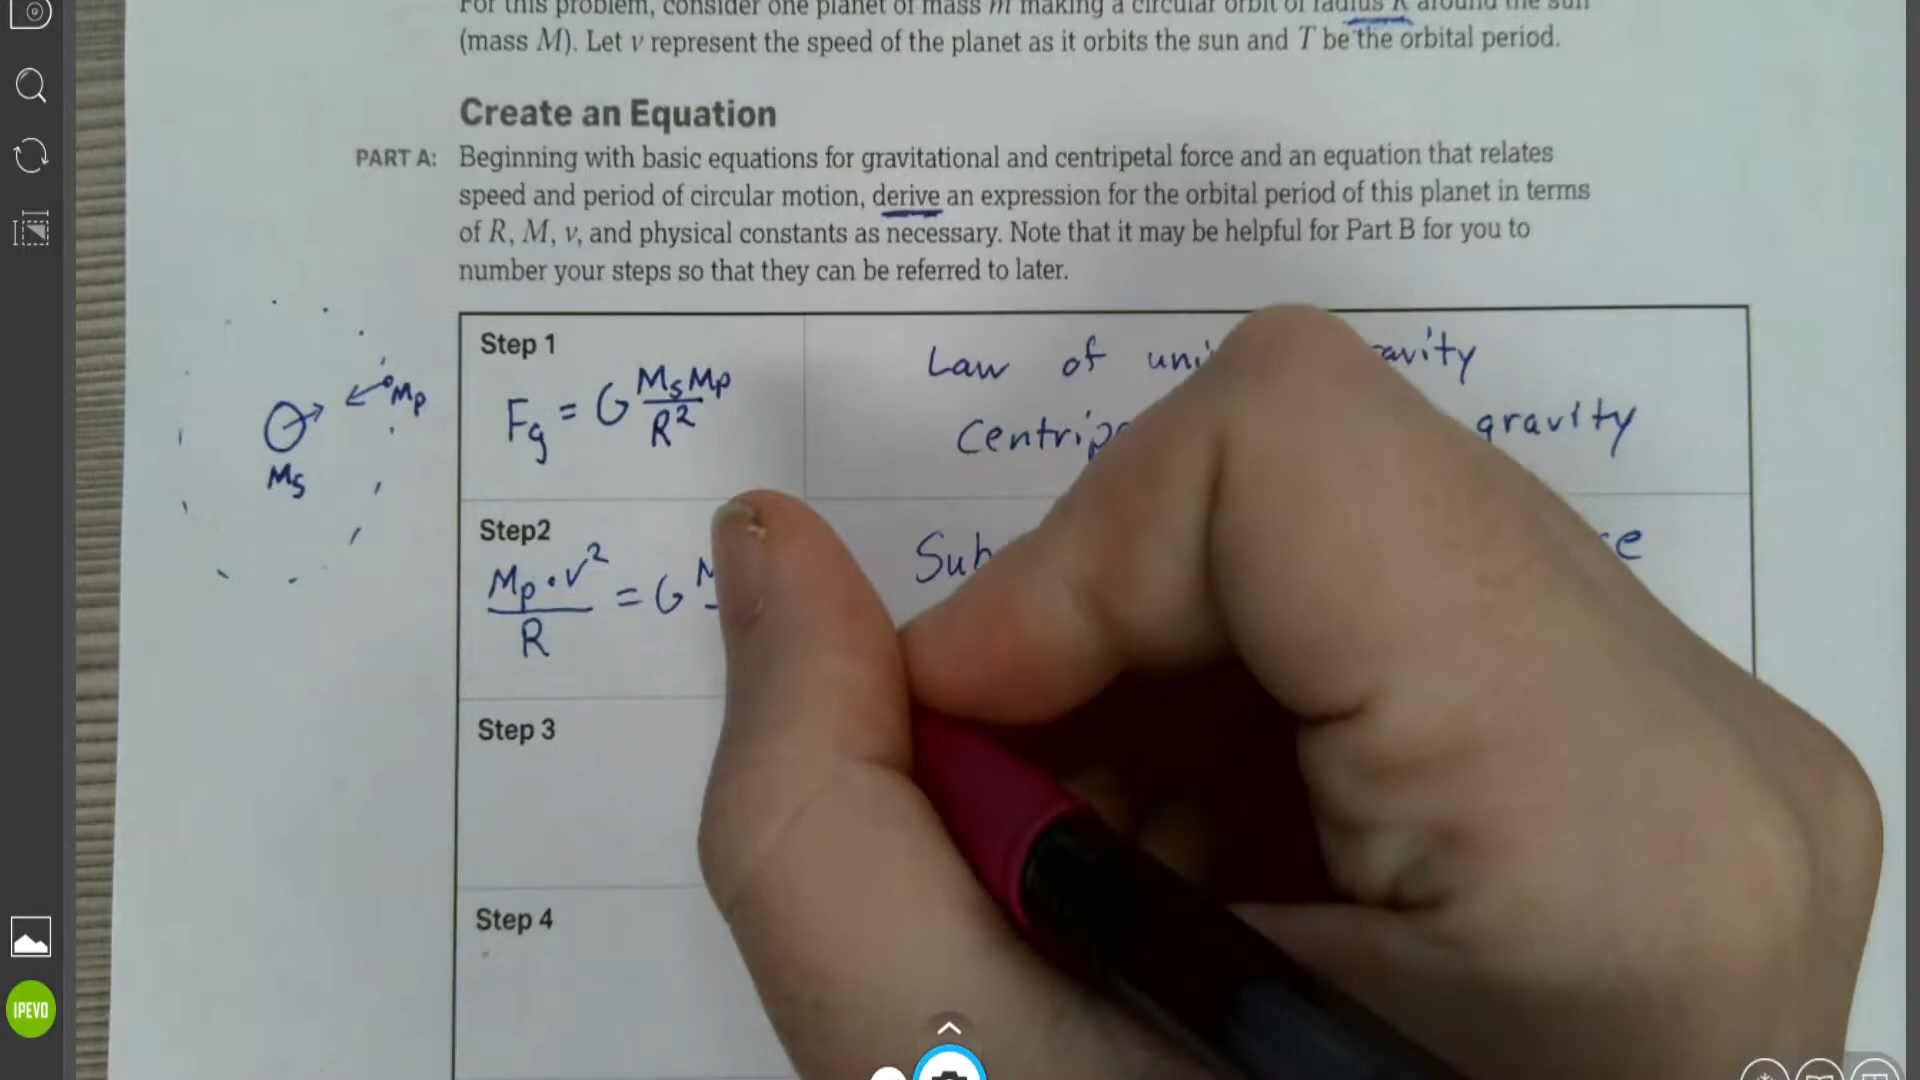 For this problem, consider one planet of mass m making a circular orbit of radius R around the sun
(mass M). Let v represent the speed of the planet as it orbits the sun and T be the orbital period.
Create an Equation
PART A: Beginning with basic equations for gravitational and centripetal force and an equation that relates
speed and period of circular motion, derive an expression for the orbital period of this planet in terms
of R, M, v, and physical constants as necessary. Note that it may be helpful for Part B for you to
number your steps so that they can be referred to later.
Ms
Mp
Step 1
Fg = G MsMp
R²
Law of
gravity
Step2
Mp · v² = G
R
Step 3
Step 4
IPEVO